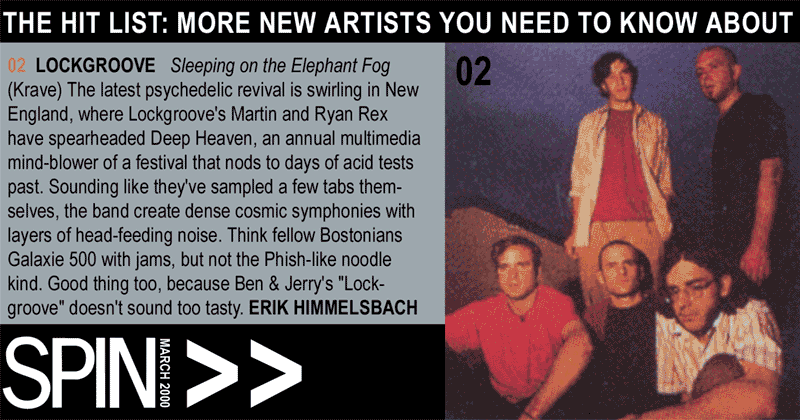 THE HIT LIST: MORE NEW ARTISTS YOU NEED TO KNOW ABOUT
02 LOCKGROOVE Sleeping on the Elephant Fog
(Krave) The latest psychedelic revival is swirling in New
England, where Lockgroove's Martin and Ryan Rex
have spearheaded Deep Heaven, an annual multimedia
mind-blower of a festival that nods to days of acid tests
past. Sounding like they've sampled a few tabs them-
selves, the band create dense cosmic symphonies with
layers of head-feeding noise. Think fellow Bostonians
Galaxie 500 with jams, but not the Phish-like noodle
kind. Good thing too, because Ben & Jerry's "Lock-
groove" doesn't sound too tasty. ERIK HIMMELSBACH
SPIN MARCH 2000 >>
02